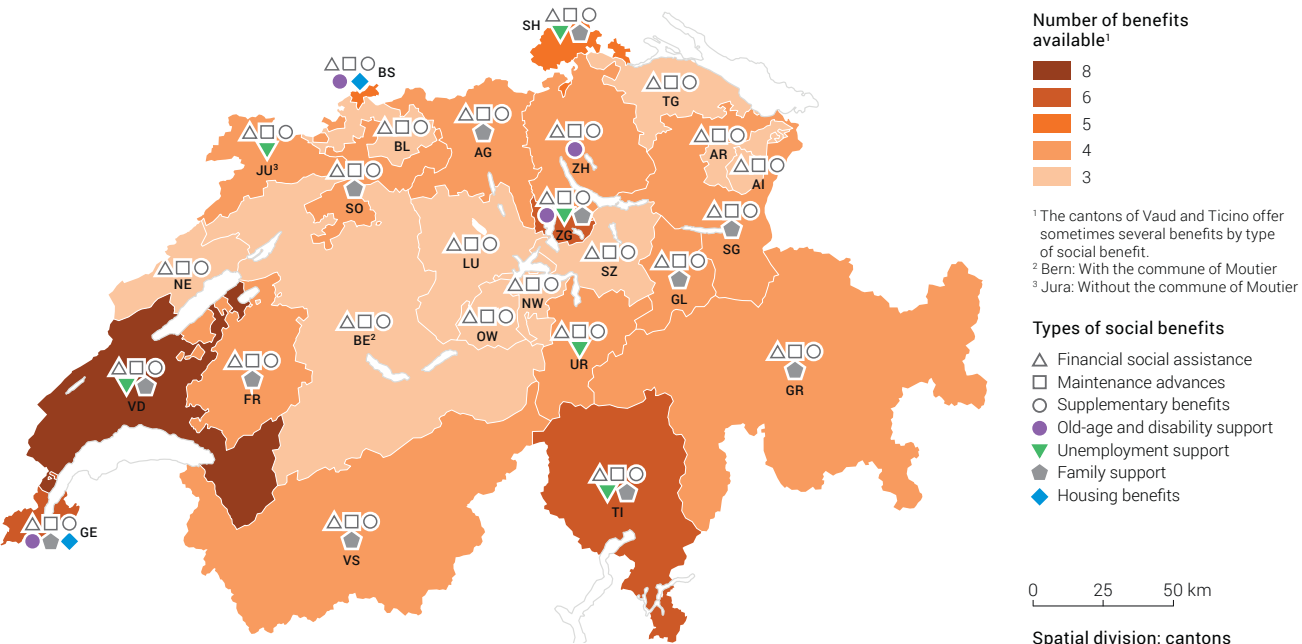 SH
BS
TG
BL
AG
AR
ZH
JU³
AI
SO
ZG
SG
LU
SZ
NE
GL
NW
BE²
OW
UR
GR
FR
VD
TI
GE
VS
Number of benefits
available¹
8
6
5
4
3
¹ The cantons of Vaud and Ticino offer
sometimes several benefits by type
of social benefit.
² Bern: With the commune of Moutier
³ Jura: Without the commune of Moutier
Types of social benefits
Financial social assistance
Maintenance advances
Supplementary benefits
Old-age and disability support
Unemployment support
Family support
Housing benefits
0 25 50 km
Spatial division: cantons